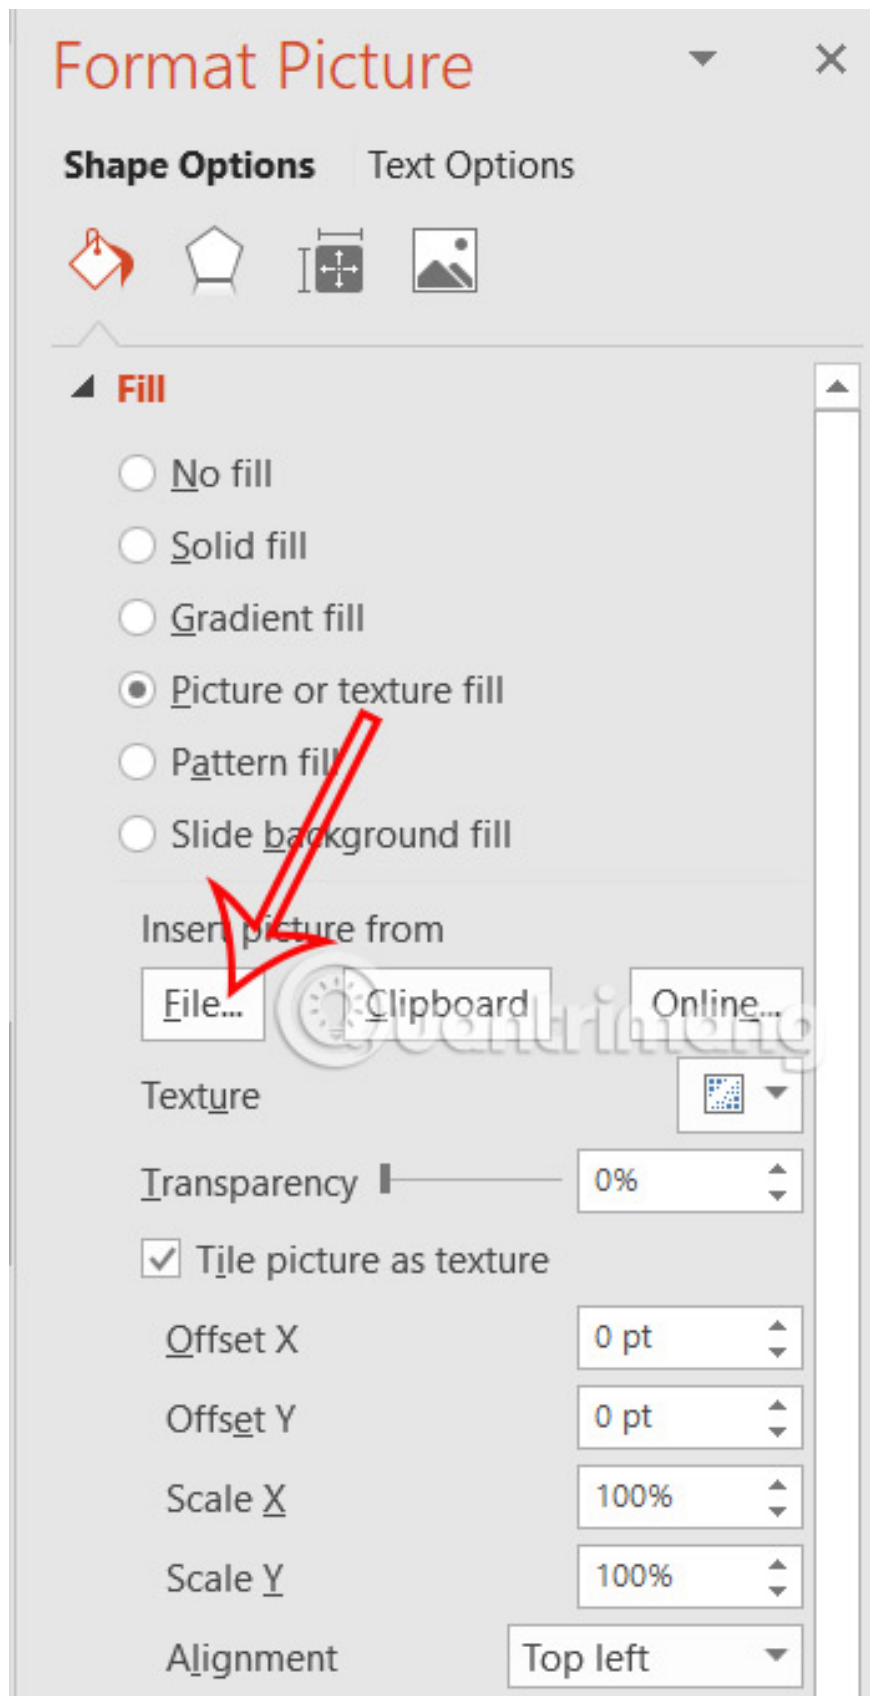 Format Picture
Shape Options Text Options
Fill
No fill
Solid fill
Gradient fill
Picture or texture fill
Pattern fill
Slide background fill
Insert picture from
File... Clipboard Online...
Quantrimang
Texture
Transparency 0%
Tile picture as texture
Offset X 0 pt
Offset Y 0 pt
Scale X 100%
Scale Y 100%
Alignment Top left